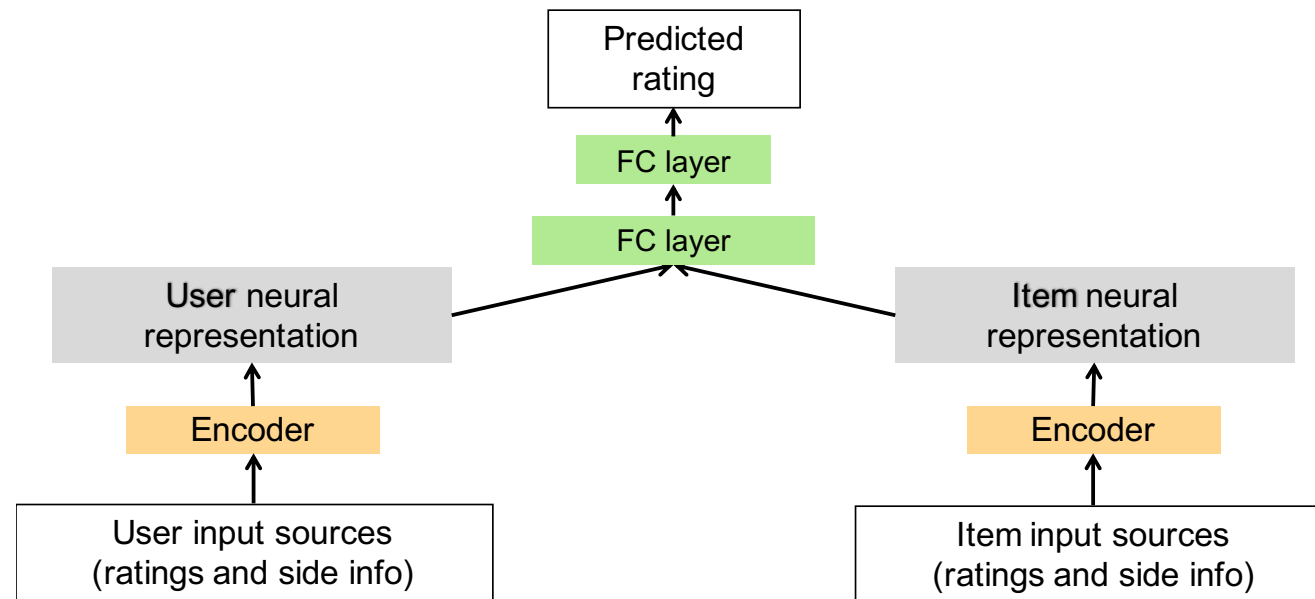 Predicted
rating
FC layer
FC layer
User neural
representation
Item neural
representation
Encoder
Encoder
User input sources
(ratings and side info)
Item input sources
(ratings and side info)